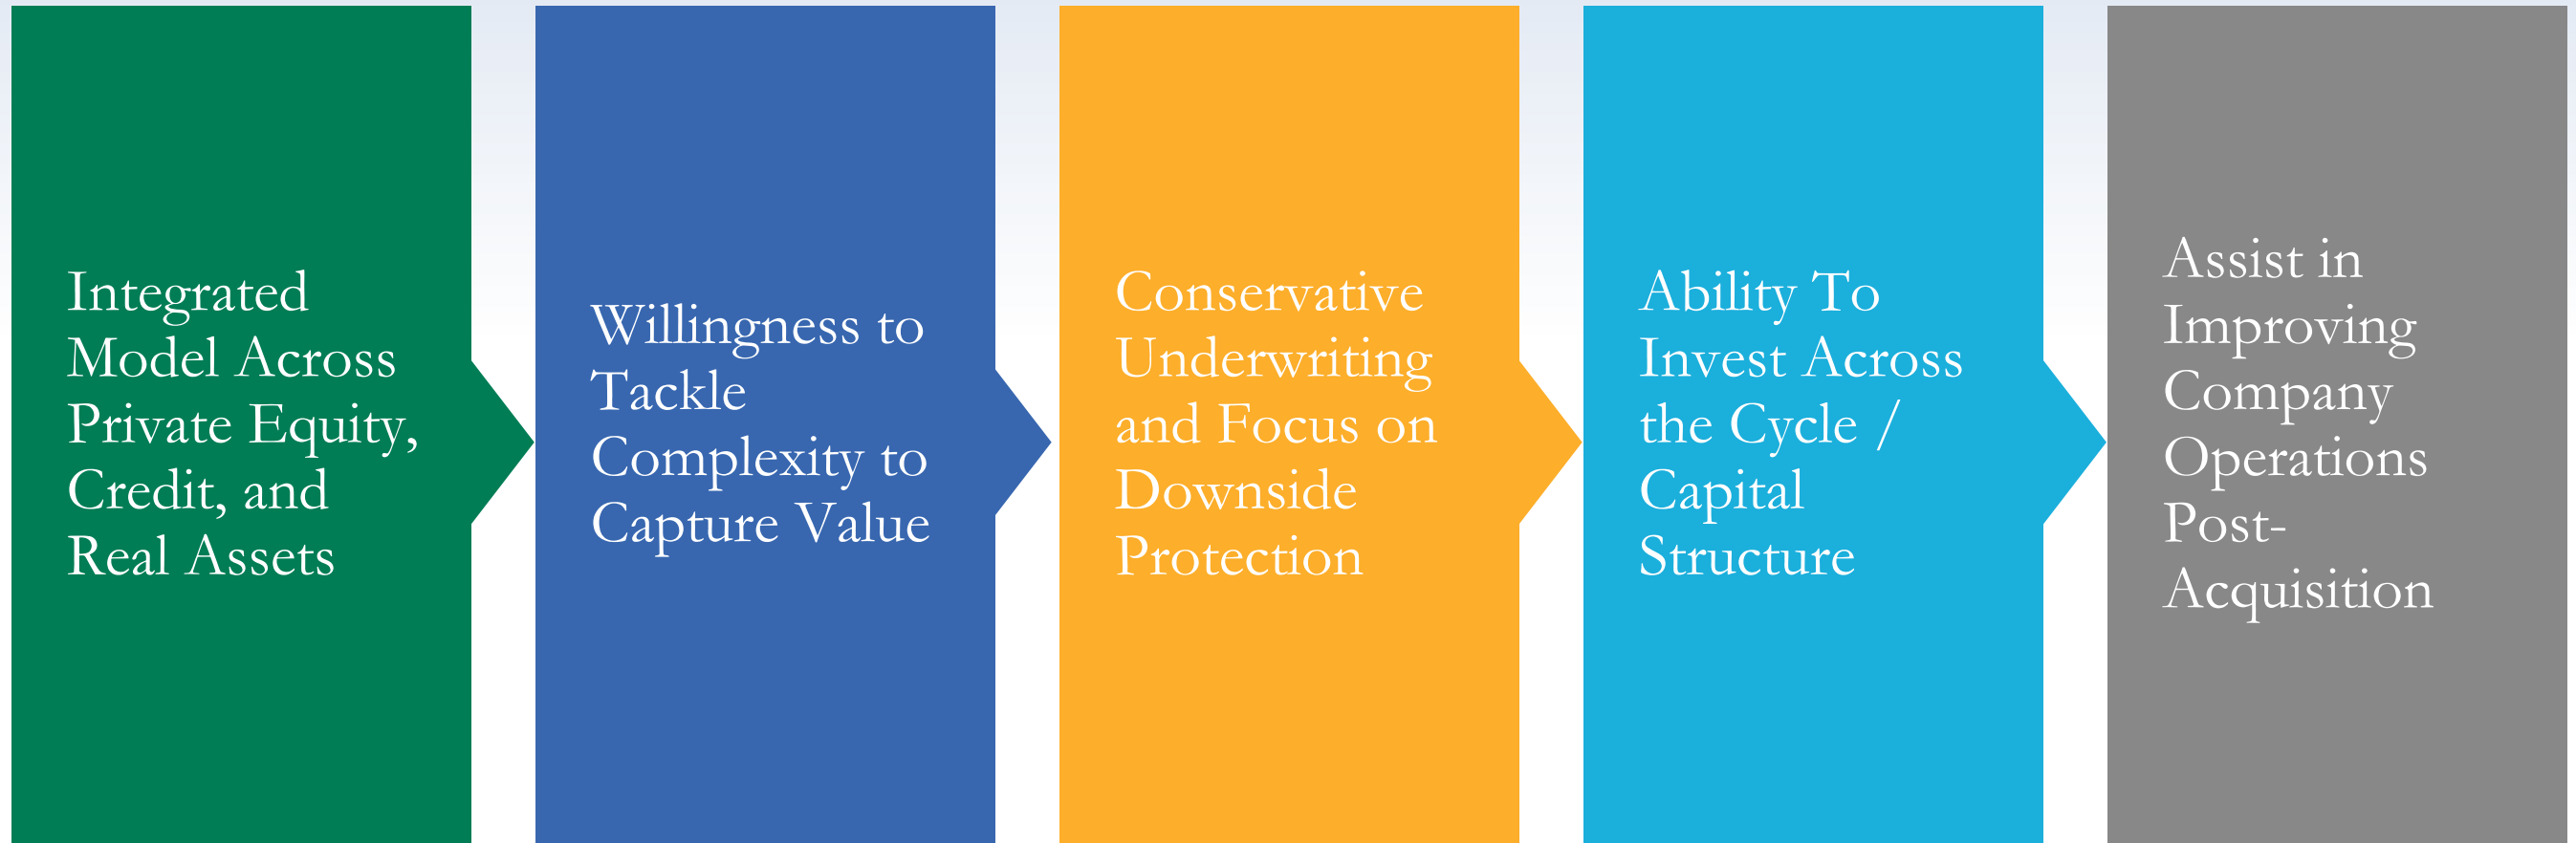 Integrated
Model Across
Private Equity,
Credit, and
Real Assets
Willingness to
Tackle
Complexity to
Capture Value
Conservative
Underwriting
and Focus on
Downside
Protection
Ability To
Invest Across
the Cycle /
Capital
Structure
Assist in
Improving
Company
Operations
Post-
Acquisition